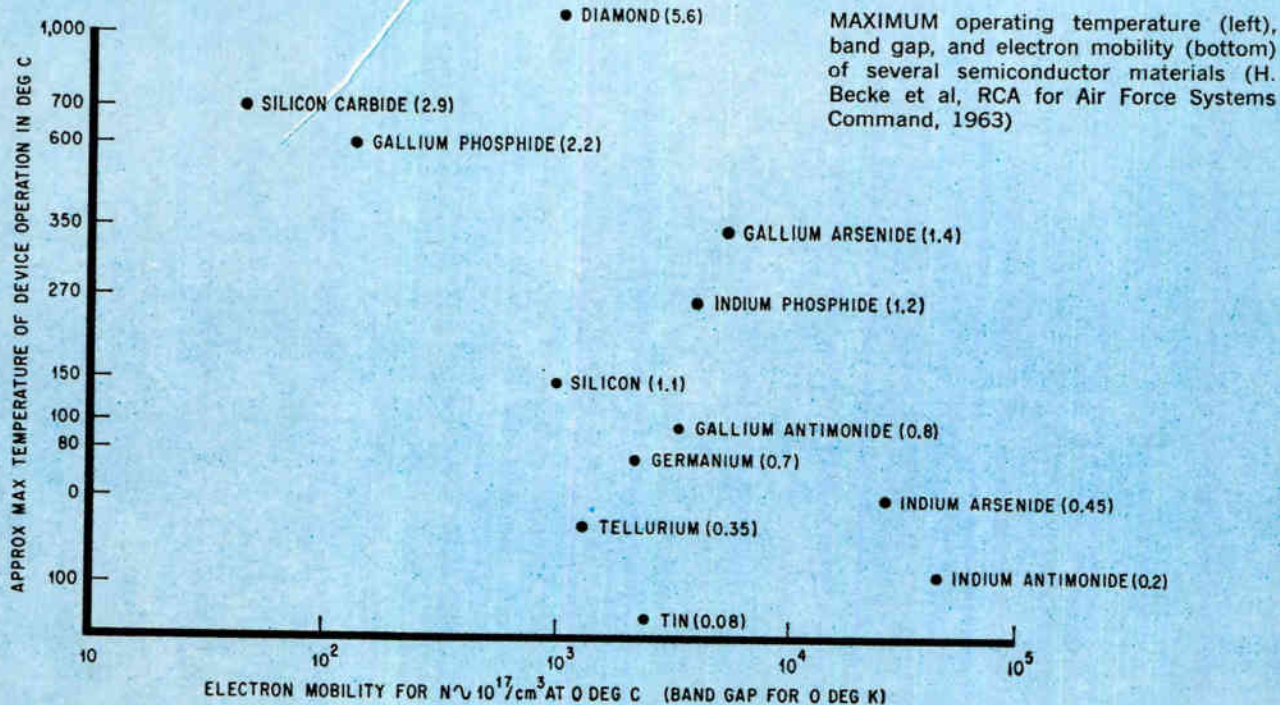 MAXIMUM operating temperature (left),
band gap, and electron mobility (bottom)
of several semiconductor materials (H.
Becke et al, RCA for Air Force Systems
Command, 1963)
APPROX MAX TEMPERATURE OF DEVICE OPERATION IN DEG C
1,000
700
600
350
270
150
100
80
0
100
DIAMOND (5.6)
SILICON CARBIDE (2.9)
GALLIUM PHOSPHIDE (2.2)
GALLIUM ARSENIDE (1.4)
INDIUM PHOSPHIDE (1.2)
SILICON (1.1)
GALLIUM ANTIMONIDE (0.8)
GERMANIUM (0.7)
INDIUM ARSENIDE (0.45)
TELLURIUM (0.35)
INDIUM ANTIMONIDE (0.2)
TIN (0.08)
10 10² 10³ 10⁴ 10⁵
ELECTRON MOBILITY FOR N∿ 10¹⁷/cm³ AT 0 DEG C (BAND GAP FOR 0 DEG K)